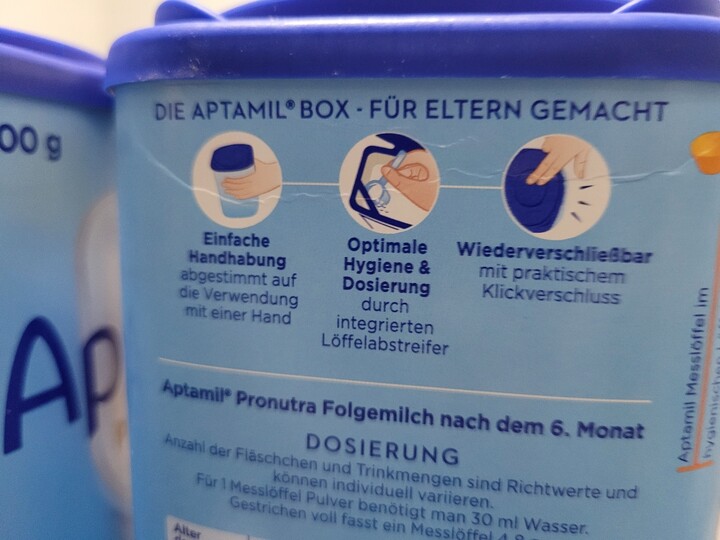 00 g
Ap
DIE APTAMIL® BOX - FÜR ELTERN GEMACHT
Einfache
Handhabung
abgestimmt auf
die Verwendung
mit einer Hand
Optimale
Hygiene &
Dosierung
durch
integrierten
Löffelabstreifer
Wiederverschließbar
mit praktischem
Klickverschluss
Aptamil® Pronutra Folgemilch nach dem 6. Monat
DOSIERUNG
Anzahl der Fläschchen und Trinkmengen sind Richtwerte und
können individuell variieren.
Für 1 Messlöffel Pulver benötigt man 30 ml Wasser.
Gestrichen voll fasst ein Messlöffel 4,8
Alter
Aptamil Messlöffel im
hygienischen